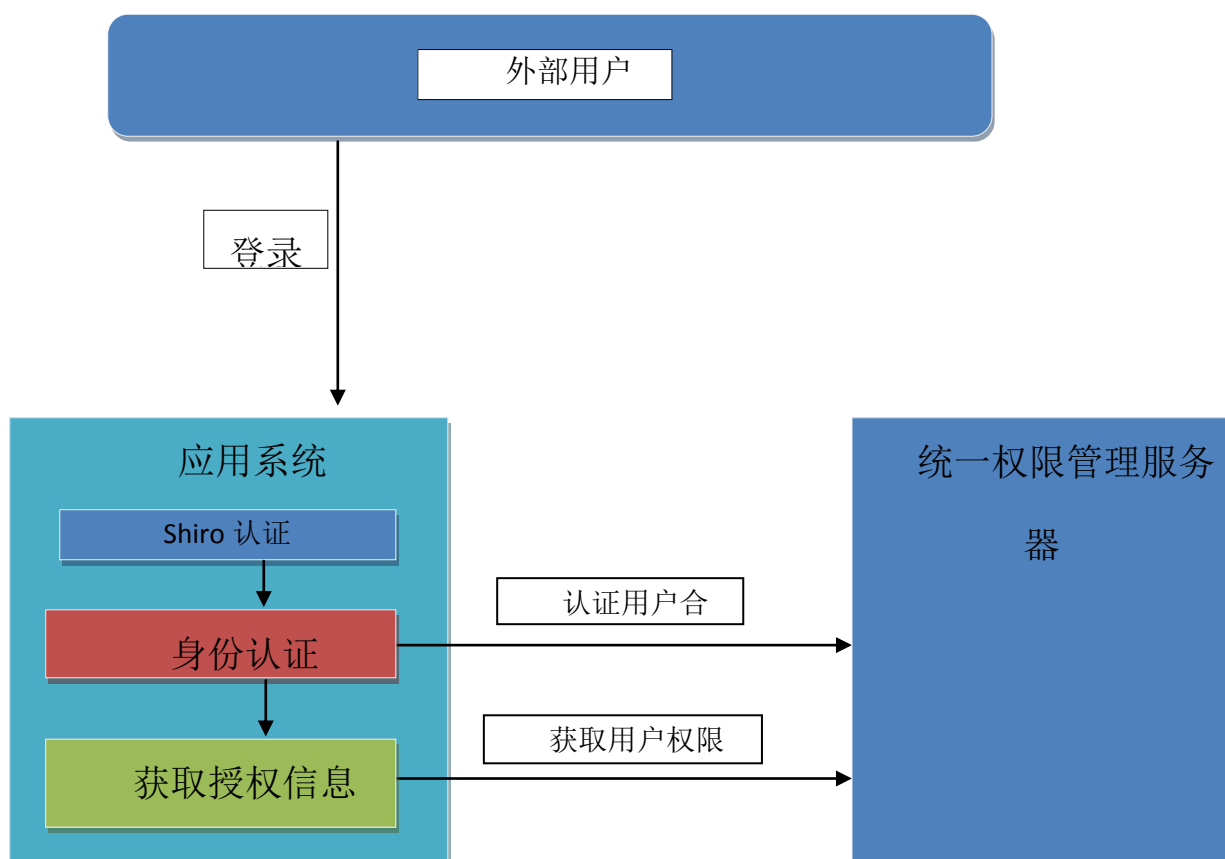 外部用户
登录
应用系统
统一权限管理服务
器
Shiro 认证
认证用户合
身份认证
获取用户权限
获取授权信息